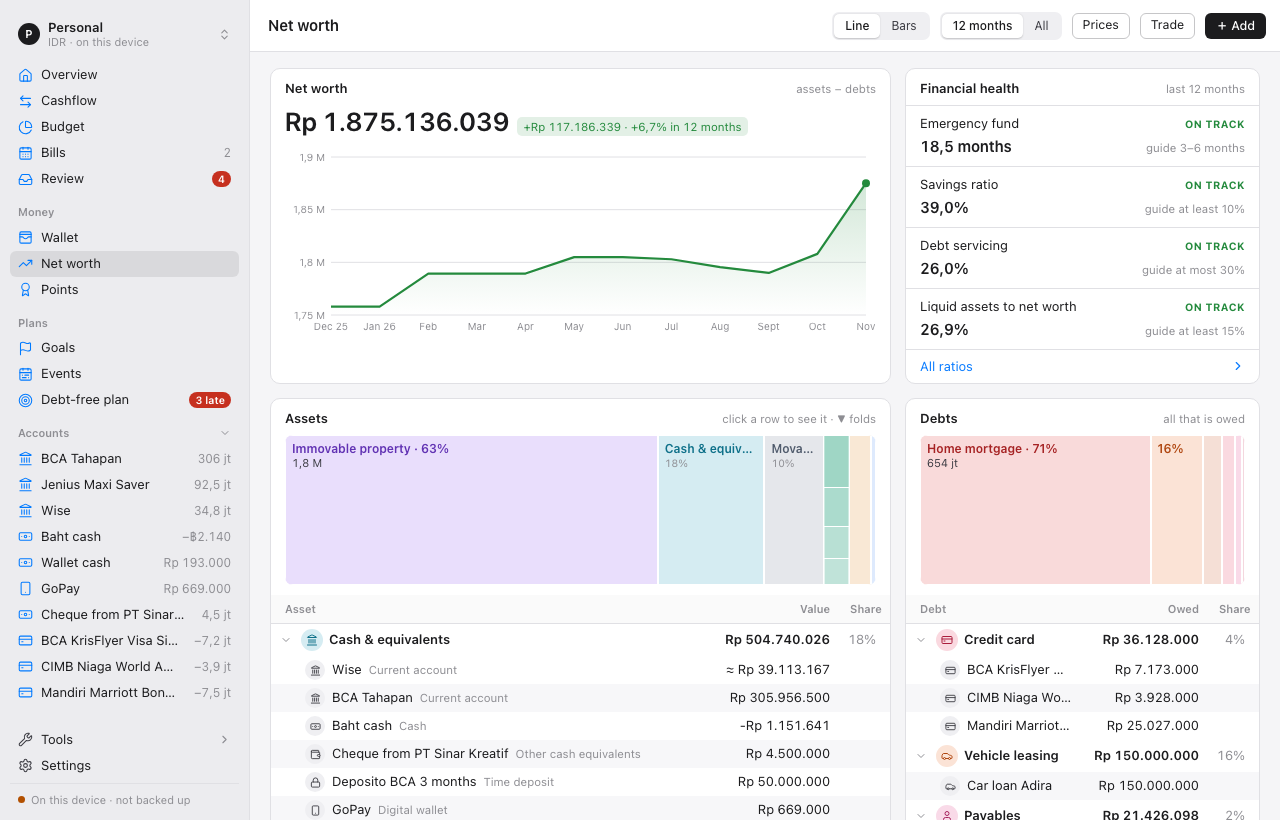 P
Personal
IDR · on this device
Overview
Cashflow
Budget
Bills 2
Review 4
Money
Wallet
Net worth
Points
Plans
Goals
Events
Debt-free plan 3 late
Accounts
BCA Tahapan 306 jt
Jenius Maxi Saver 92,5 jt
Wise 34,8 jt
Baht cash −฿2.140
Wallet cash Rp 193.000
GoPay Rp 669.000
Cheque from PT Sinar... 4,5 jt
BCA KrisFlyer Visa Si... −7,2 jt
CIMB Niaga World A... −3,9 jt
Mandiri Marriott Bon... −7,5 jt
Tools
Settings
On this device · not backed up
Net worth
Line Bars 12 months All Prices Trade + Add
Net worth assets − debts
Rp 1.875.136.039 +Rp 117.186.339 · +6,7% in 12 months
1,9 M
1,85 M
1,8 M
1,75 M
Dec 25 Jan 26 Feb Mar Apr May Jun Jul Aug Sept Oct Nov
Financial health last 12 months
Emergency fund ON TRACK
18,5 months guide 3–6 months
Savings ratio ON TRACK
39,0% guide at least 10%
Debt servicing ON TRACK
26,0% guide at most 30%
Liquid assets to net worth ON TRACK
26,9% guide at least 15%
All ratios
Assets click a row to see it · ▼ folds
Immovable property · 63% Cash & equiv... Mova...
1,8 M 18% 10%
Asset Value Share
Cash & equivalents Rp 504.740.026 18%
Wise Current account ≈ Rp 39.113.167
BCA Tahapan Current account Rp 305.956.500
Baht cash Cash -Rp 1.151.641
Cheque from PT Sinar Kreatif Other cash equivalents Rp 4.500.000
Deposito BCA 3 months Time deposit Rp 50.000.000
GoPay Digital wallet Rp 669.000
Debts all that is owed
Home mortgage · 71% 16%
654 jt
Debt Owed Share
Credit card Rp 36.128.000 4%
BCA KrisFlyer ... Rp 7.173.000
CIMB Niaga Wo... Rp 3.928.000
Mandiri Marriot... Rp 25.027.000
Vehicle leasing Rp 150.000.000 16%
Car loan Adira Rp 150.000.000
Payables Rp 21.426.098 2%